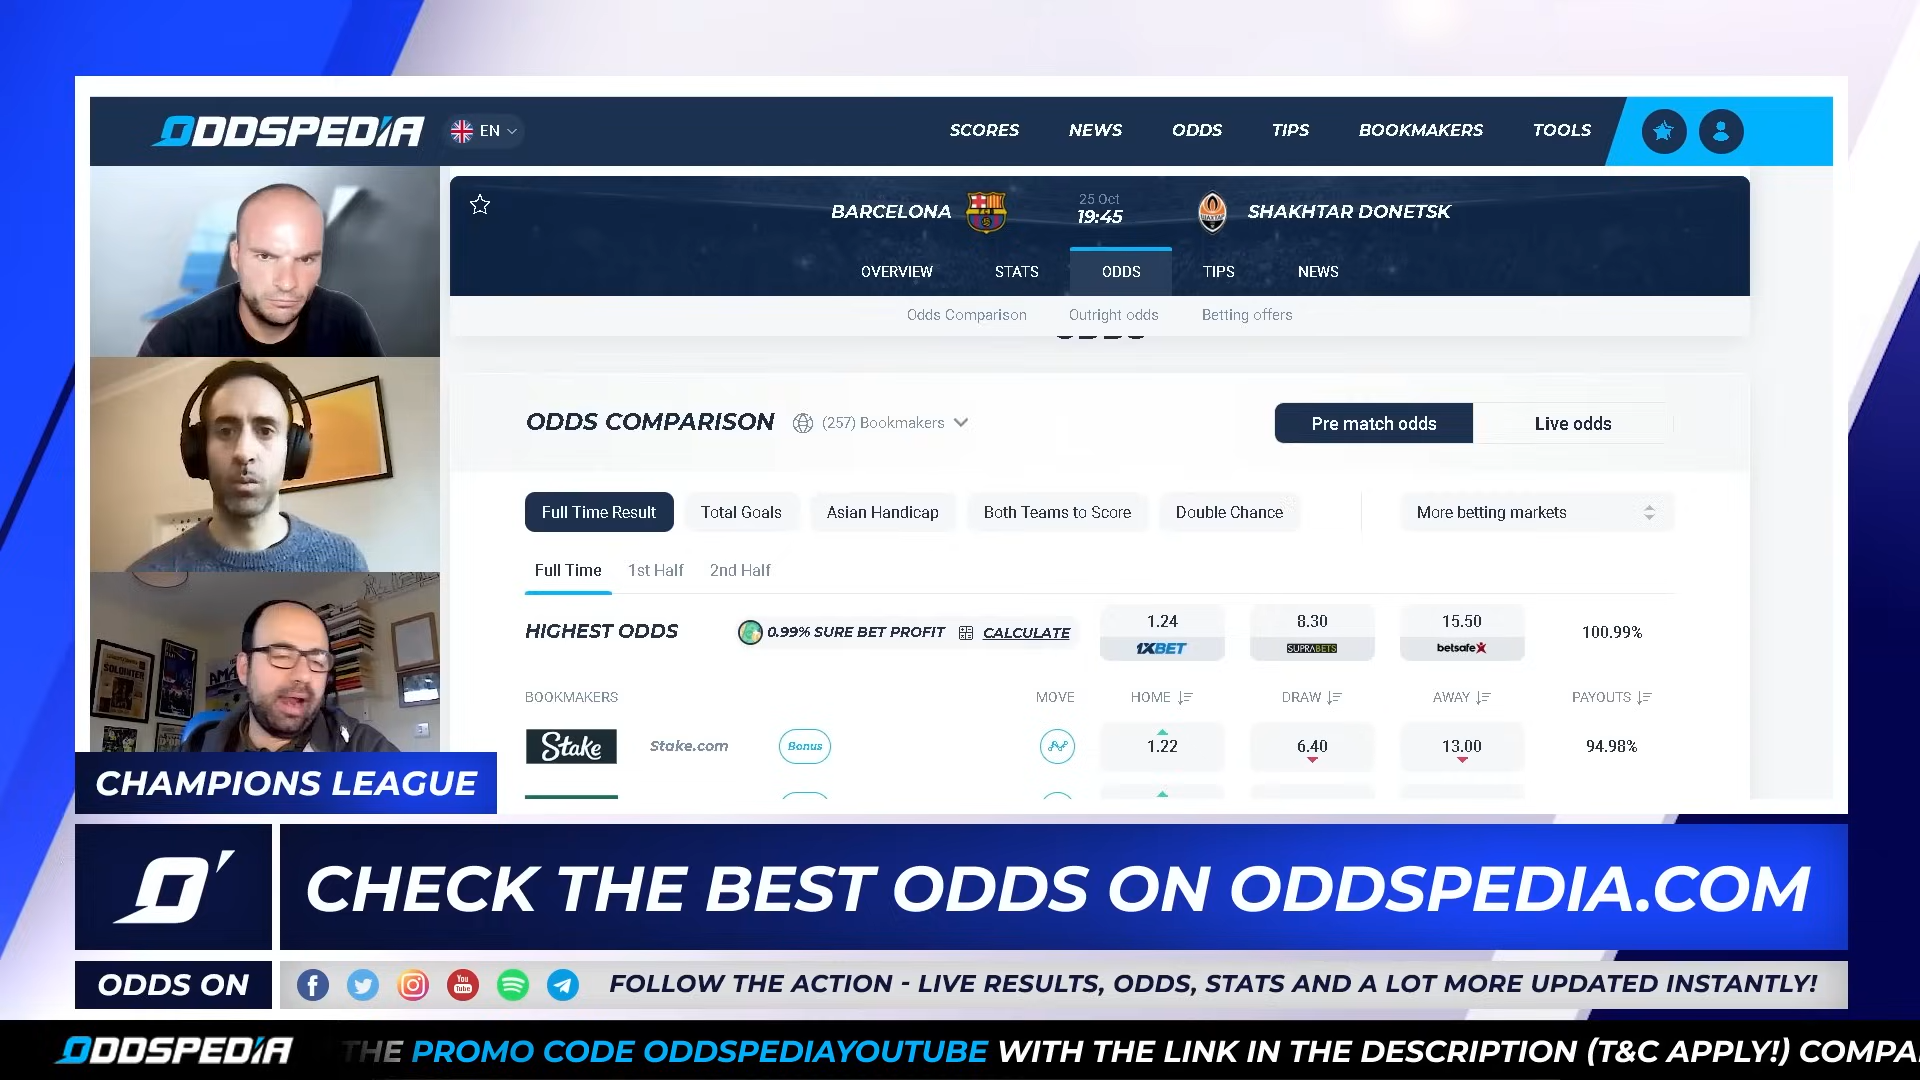 ODDSPEDIA
EN
SCORES NEWS ODDS TIPS BOOKMAKERS TOOLS
BARCELONA
25 Oct
19:45
SHAKHTAR DONETSK
OVERVIEW STATS ODDS TIPS NEWS
Odds Comparison Outright odds Betting offers
ODDS COMPARISON (257) Bookmakers
Pre match odds Live odds
Full Time Result Total Goals Asian Handicap Both Teams to Score Double Chance More betting markets
Full Time 1st Half 2nd Half
HIGHEST ODDS 0.99% SURE BET PROFIT CALCULATE
1.24 8.30 15.50 100.99%
1XBET SUPRABETS betsafe
BOOKMAKERS MOVE HOME DRAW AWAY PAYOUTS
Stake Stake.com Bonus 1.22 6.40 13.00 94.98%
SOLDINTER
CHAMPIONS LEAGUE
CHECK THE BEST ODDS ON ODDSPEDIA.COM
ODDS ON
You Tube
FOLLOW THE ACTION - LIVE RESULTS, ODDS, STATS AND A LOT MORE UPDATED INSTANTLY!
ODDSPEDIA THE PROMO CODE ODDSPEDIAYOUTUBE WITH THE LINK IN THE DESCRIPTION (T&C APPLY!) COMPA